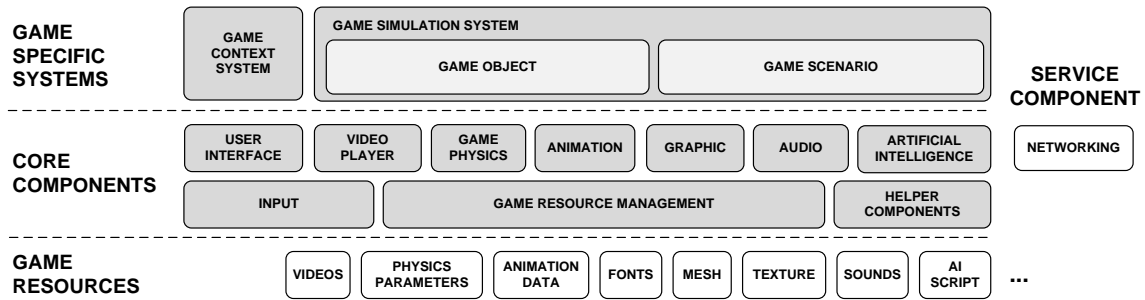 GAME
SPECIFIC
SYSTEMS
GAME
CONTEXT
SYSTEM
GAME SIMULATION SYSTEM
GAME OBJECT
GAME SCENARIO
SERVICE
COMPONENT
NETWORKING
CORE
COMPONENTS
USER
INTERFACE
VIDEO
PLAYER
GAME
PHYSICS
ANIMATION
GRAPHIC
AUDIO
ARTIFICIAL
INTELLIGENCE
INPUT
GAME RESOURCE MANAGEMENT
HELPER
COMPONENTS
GAME
RESOURCES
VIDEOS
PHYSICS
PARAMETERS
ANIMATION
DATA
FONTS
MESH
TEXTURE
SOUNDS
AI
SCRIPT
...